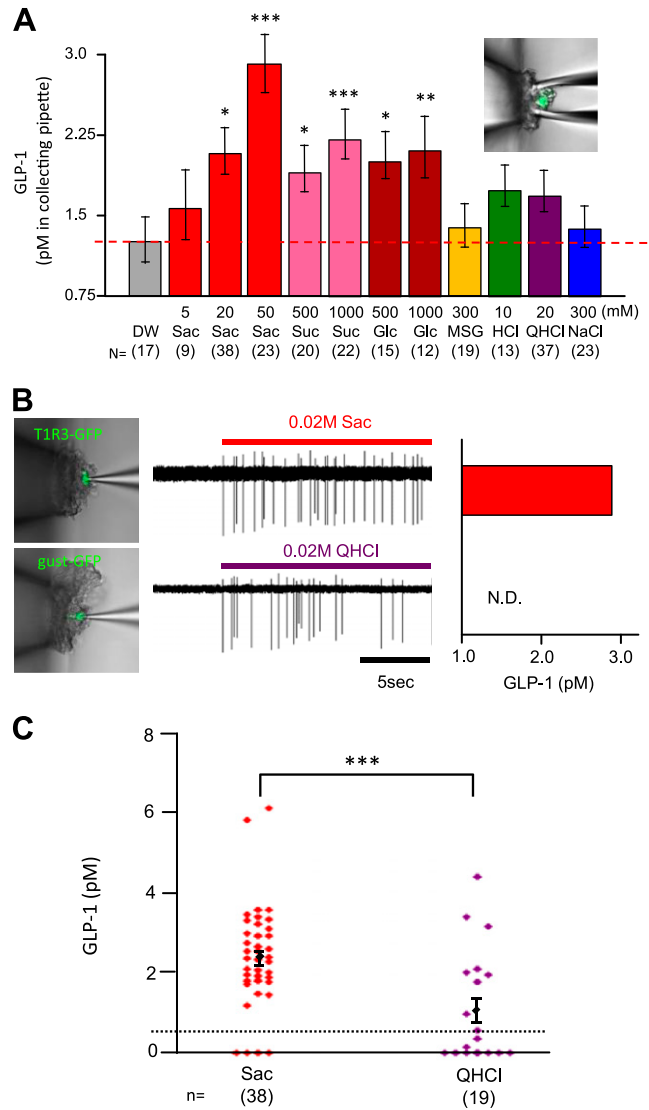 A
GLP-1
(pM in collecting pipette)
3.0
2.25
1.5
0.75
* *** * *** * **
5 20 50 500 1000 500 1000 300 10 20 300 (mM)
DW Sac Sac Sac Suc Suc Glc Glc MSG HCl QHCl NaCl
N= (17) (9) (38) (23) (20) (22) (15) (12) (19) (13) (37) (23)
B
T1R3-GFP
0.02M Sac
gust-GFP
0.02M QHCl
5sec
N.D.
1.0 2.0 3.0
GLP-1 (pM)
C
GLP-1 (pM)
8
6
4
2
0
***
Sac QHCl
n= (38) (19)